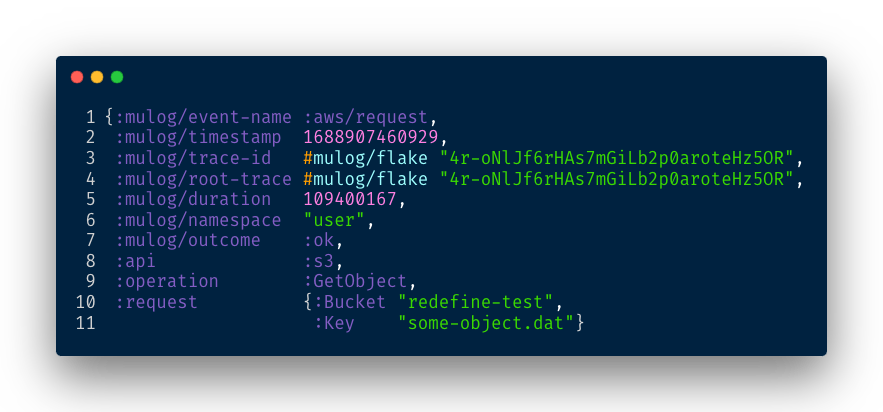 1 {:mulog/event-name :aws/request,
2 :mulog/timestamp 1688907460929,
3 :mulog/trace-id #mulog/flake "4r-oNlJf6rHAs7mGiLb2p0aroteHz5OR",
4 :mulog/root-trace #mulog/flake "4r-oNlJf6rHAs7mGiLb2p0aroteHz5OR",
5 :mulog/duration 109400167,
6 :mulog/namespace "user",
7 :mulog/outcome :ok,
8 :api :s3,
9 :operation :GetObject,
10 :request {:Bucket "redefine-test",
11 :Key "some-object.dat"}